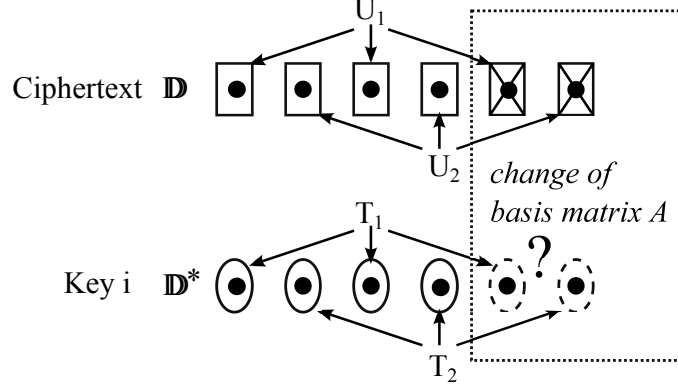 U₁
Ciphertext 𝔻
U₂
change of
basis matrix A
T₁
?
Key i 𝔻*
T₂